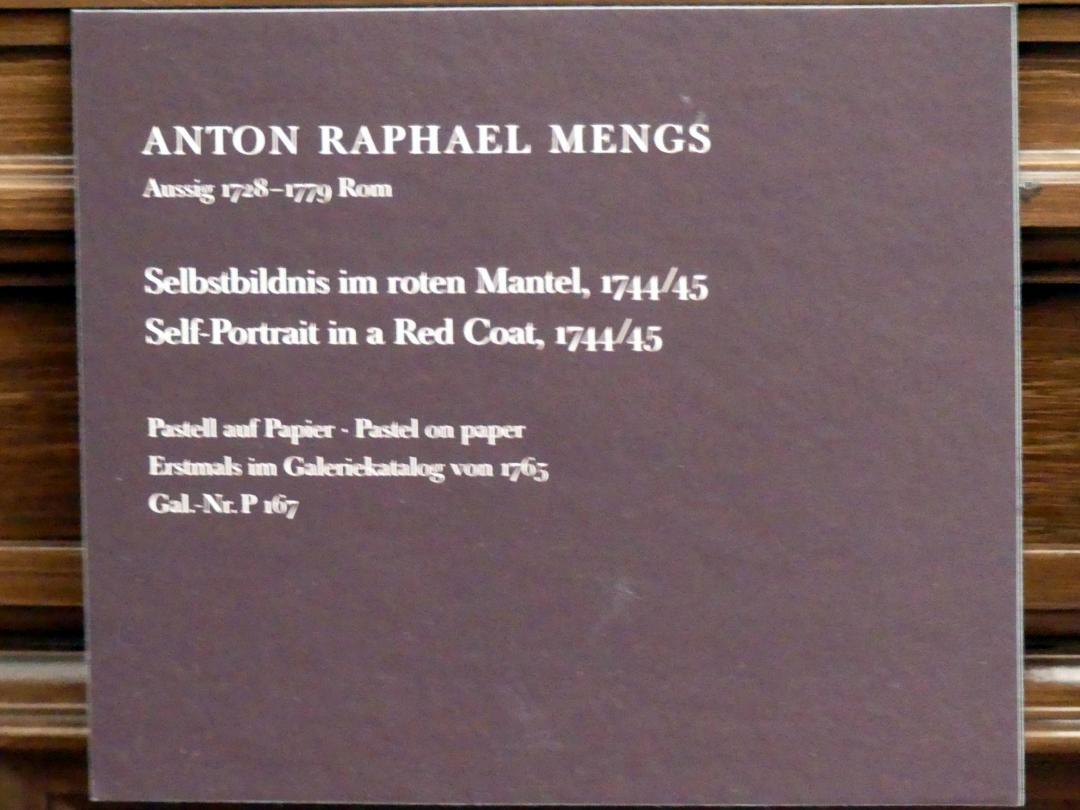 ANTON RAPHAEL MENGS
Aussig 1728–1779 Rom
Selbstbildnis im roten Mantel, 1744/45
Self-Portrait in a Red Coat, 1744/45
Pastell auf Papier - Pastel on paper
Erstmals im Galeriekatalog von 1765
Gal.-Nr. P 167